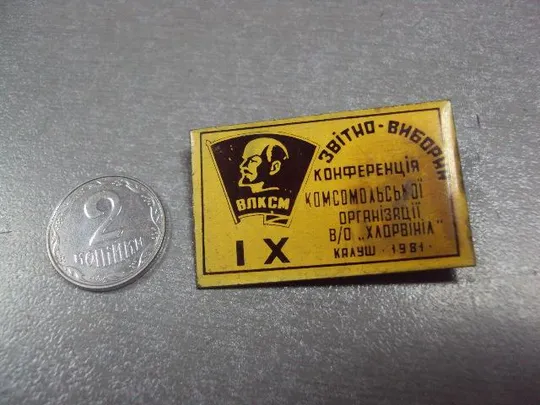 2
КОПІЙКИ
ВЛКСМ
IX
ЗВІТНО-ВИБОРНА
КОНФЕРЕНЦІЯ
КОМСОМОЛЬСЬКОЇ
ОРГАНІЗАЦІЇ
В/О „ХЛОРВІНІЛ"
КАЛУШ · 1981 ·